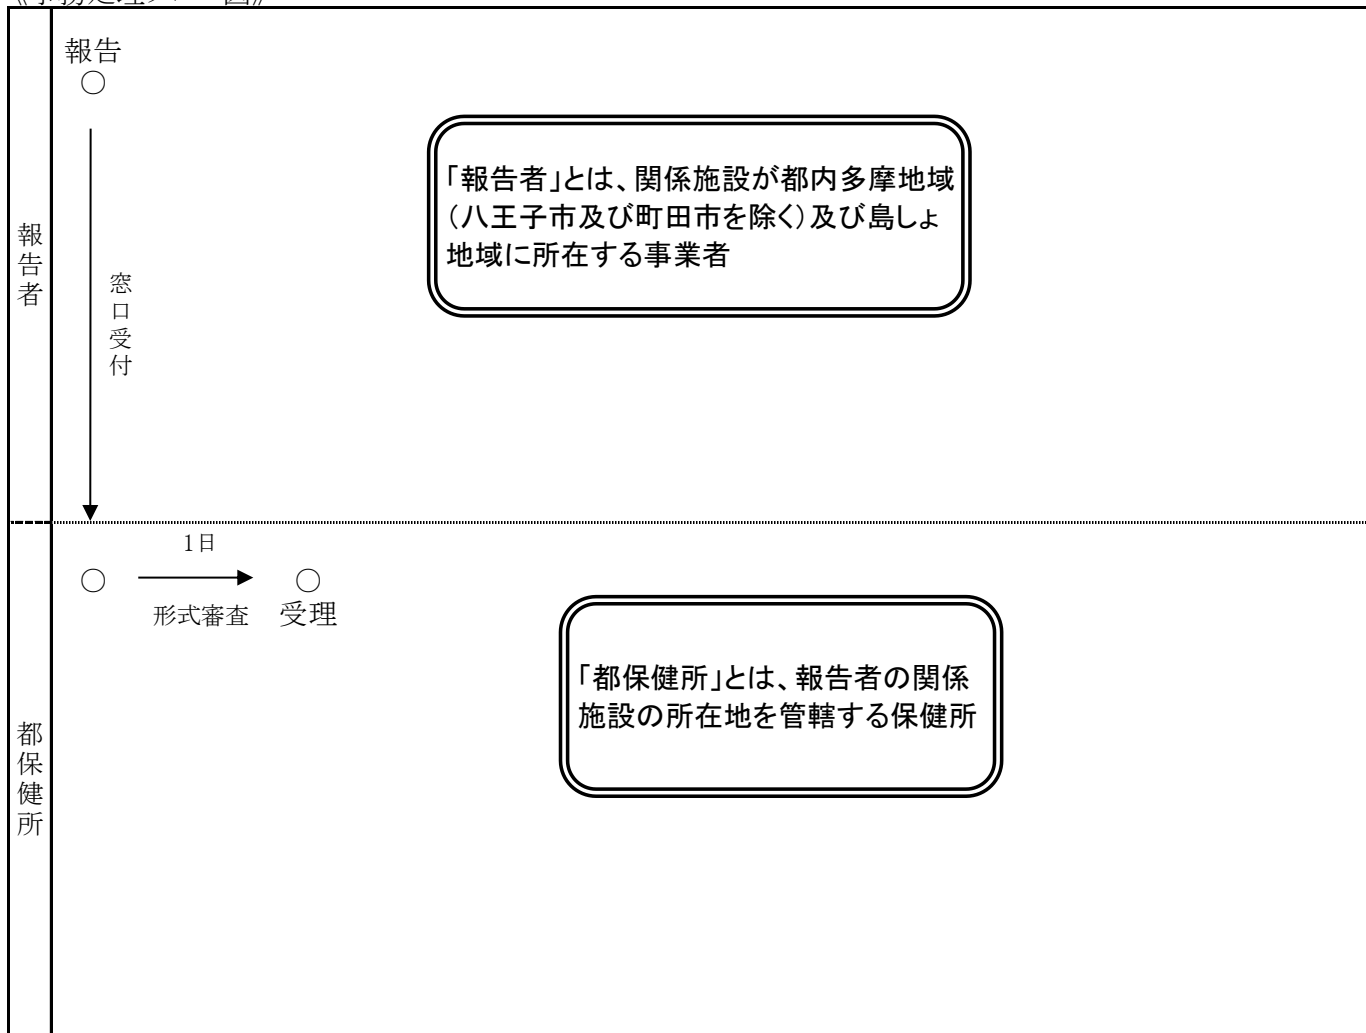 報告
「報告者」とは、関係施設が都内多摩地域
（八王子市及び町田市を除く）及び島しょ
地域に所在する事業者
報告者
窓口受付
1日
形式審査
受理
「都保健所」とは、報告者の関係
施設の所在地を管轄する保健所
都保健所